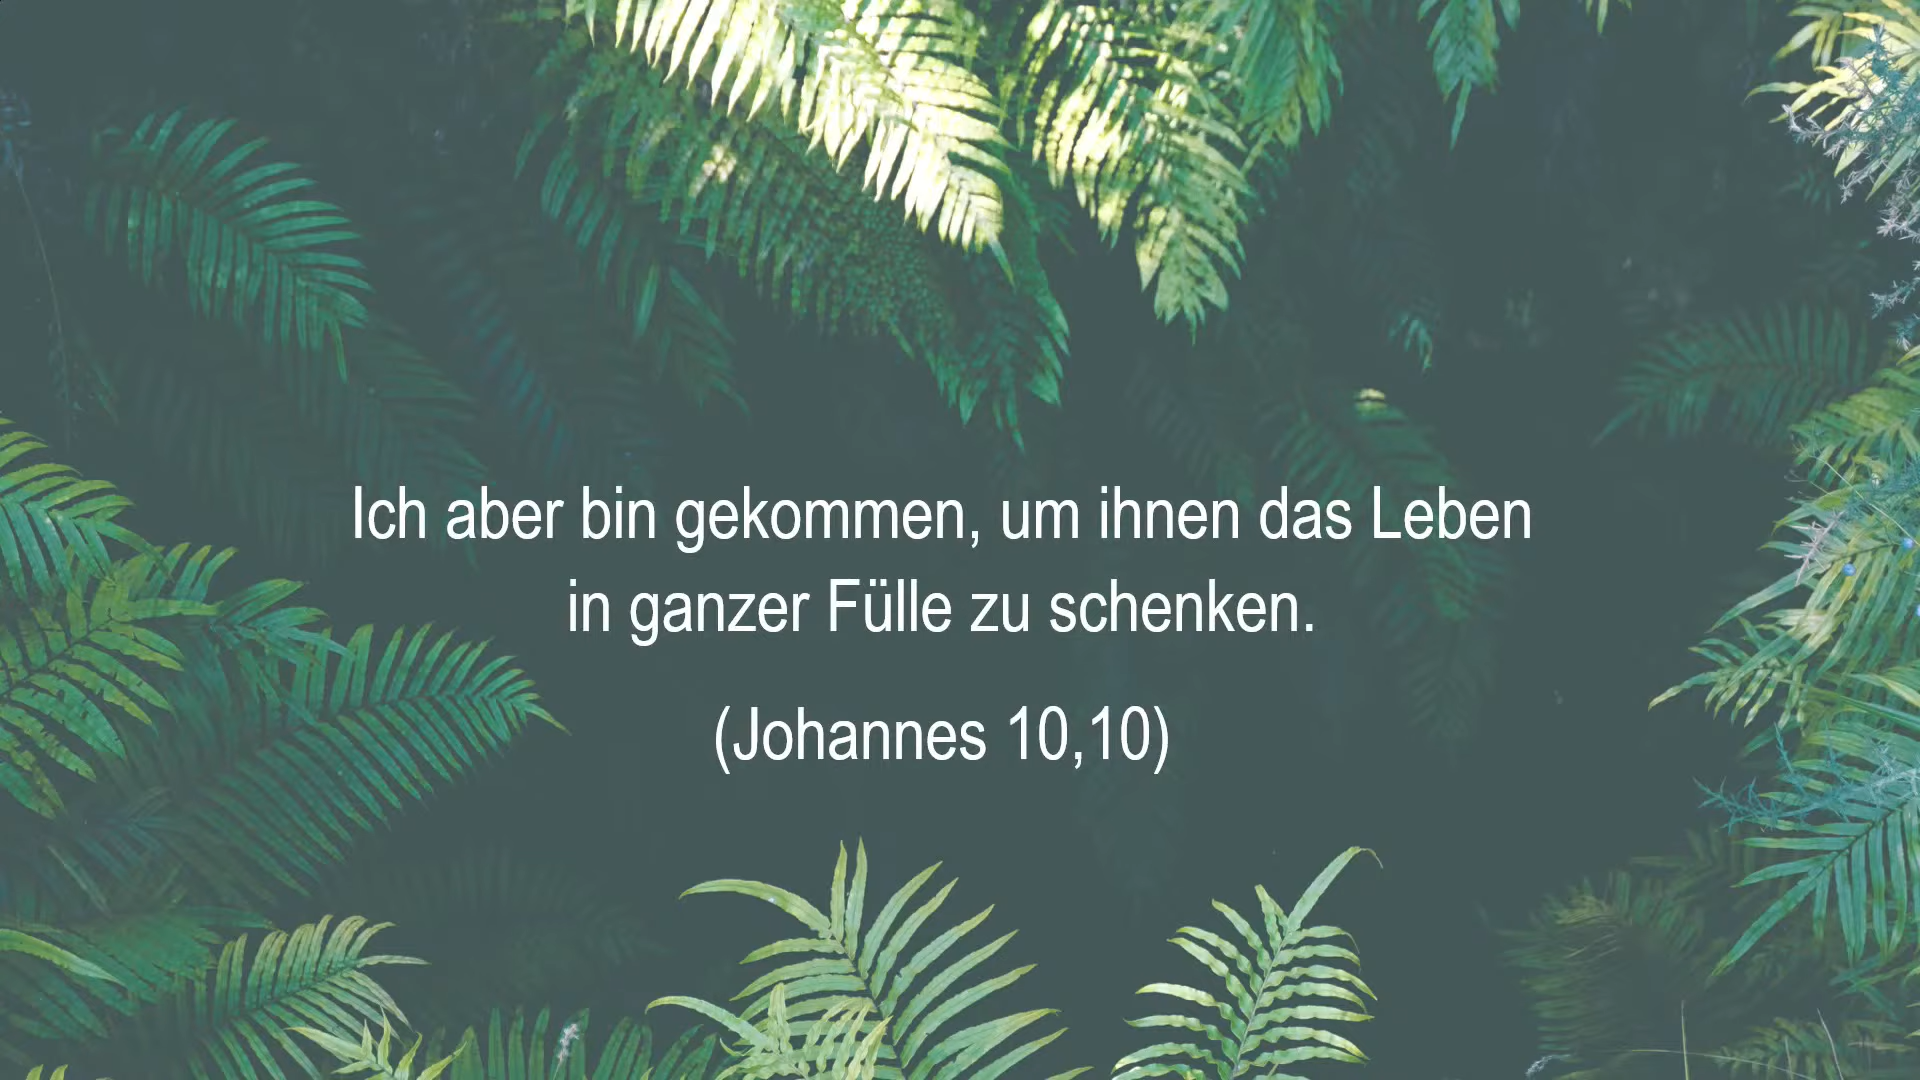 Ich aber bin gekommen, um ihnen das Leben
in ganzer Fülle zu schenken.
(Johannes 10,10)